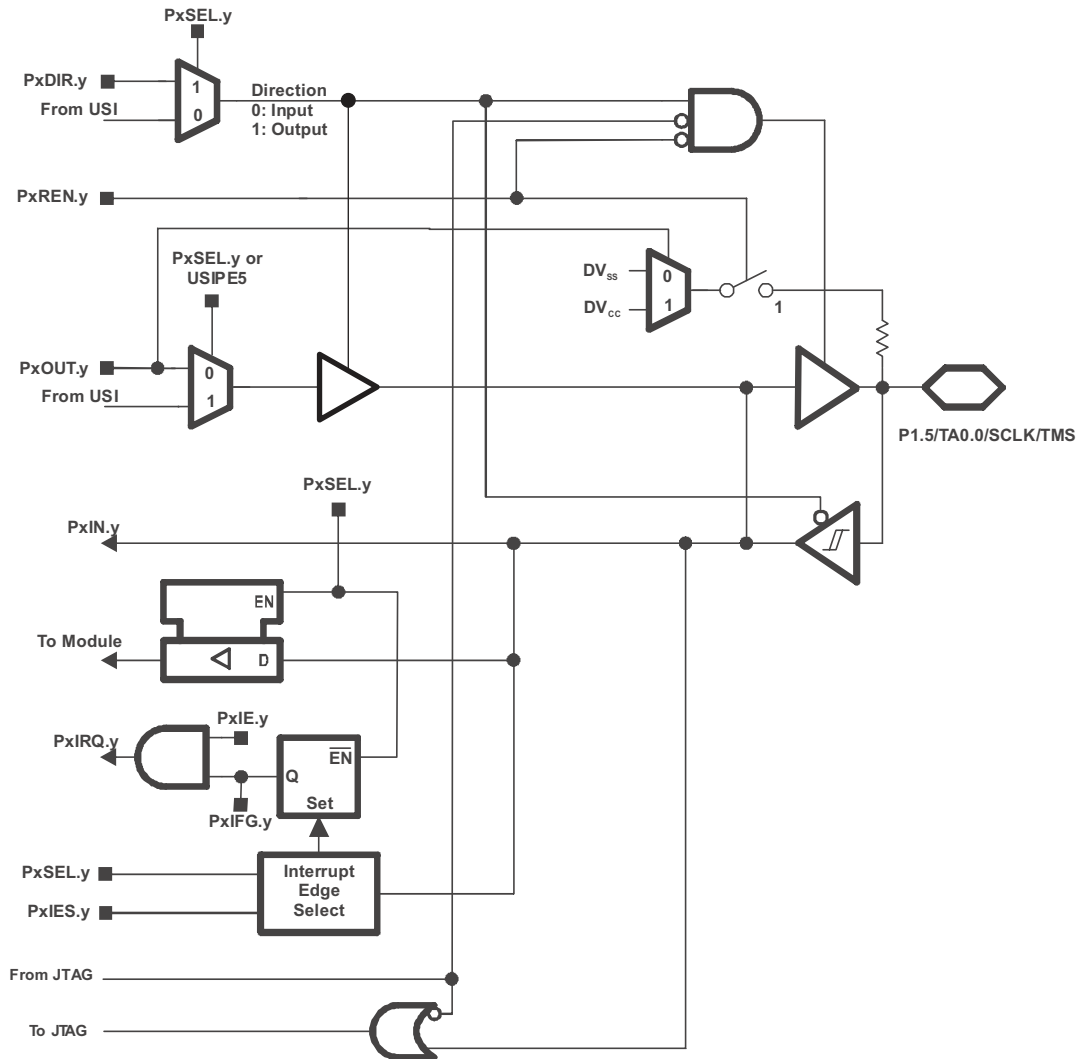 PxSEL.y
PxDIR.y
1
Direction
From USI
0
0: Input
1: Output
PxREN.y
PxSEL.y or
USIPE5
DVss
0
DVcc
1
1
PxOUT.y
0
From USI
1
P1.5/TA0.0/SCLK/TMS
PxSEL.y
PxIN.y
EN
To Module
D
PxIE.y
PxIRQ.y
EN
Q
Set
PxIFG.y
PxSEL.y
Interrupt
Edge
Select
PxIES.y
From JTAG
To JTAG